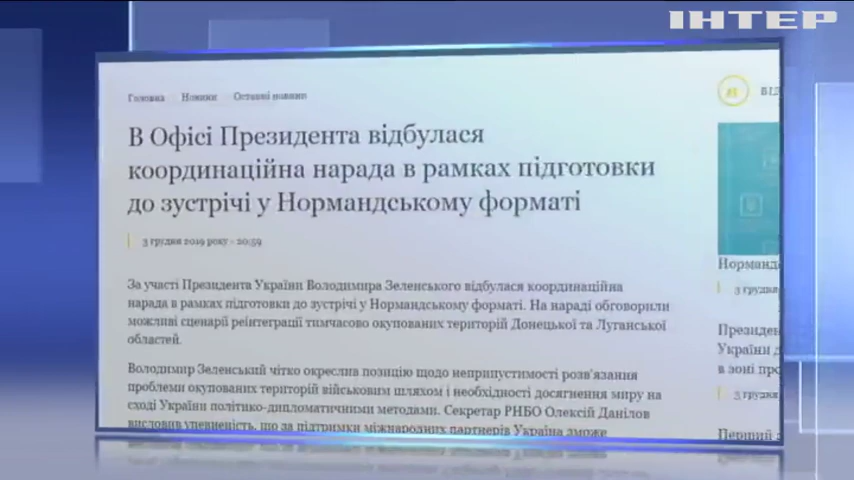 ІНТЕР
Головна Новини Останні новини
В Офісі Президента відбулася
координаційна нарада в рамках підготовки
до зустрічі у Нормандському форматі
3 грудня 2019 року - 20:59
За участі Президента України Володимира Зеленського відбулася координаційна
нарада в рамках підготовки до зустрічі у Нормандському форматі. На нараді обговорили
можливі сценарії реінтеграції тимчасово окупованих територій Донецької та Луганської
областей.
Володимир Зеленський чітко окреслив позицію щодо неприпустимості розв'язання
проблеми окупованих територій військовим шляхом і необхідності досягнення миру на
сході України політико-дипломатичними методами. Секретар РНБО Олексій Данілов
висловив упевненість, що за підтримки міжнародних партнерів Україна зможе
ВІД
Норманд
3 грудня
Президен
України д
в зоні про
3 грудня
Перший